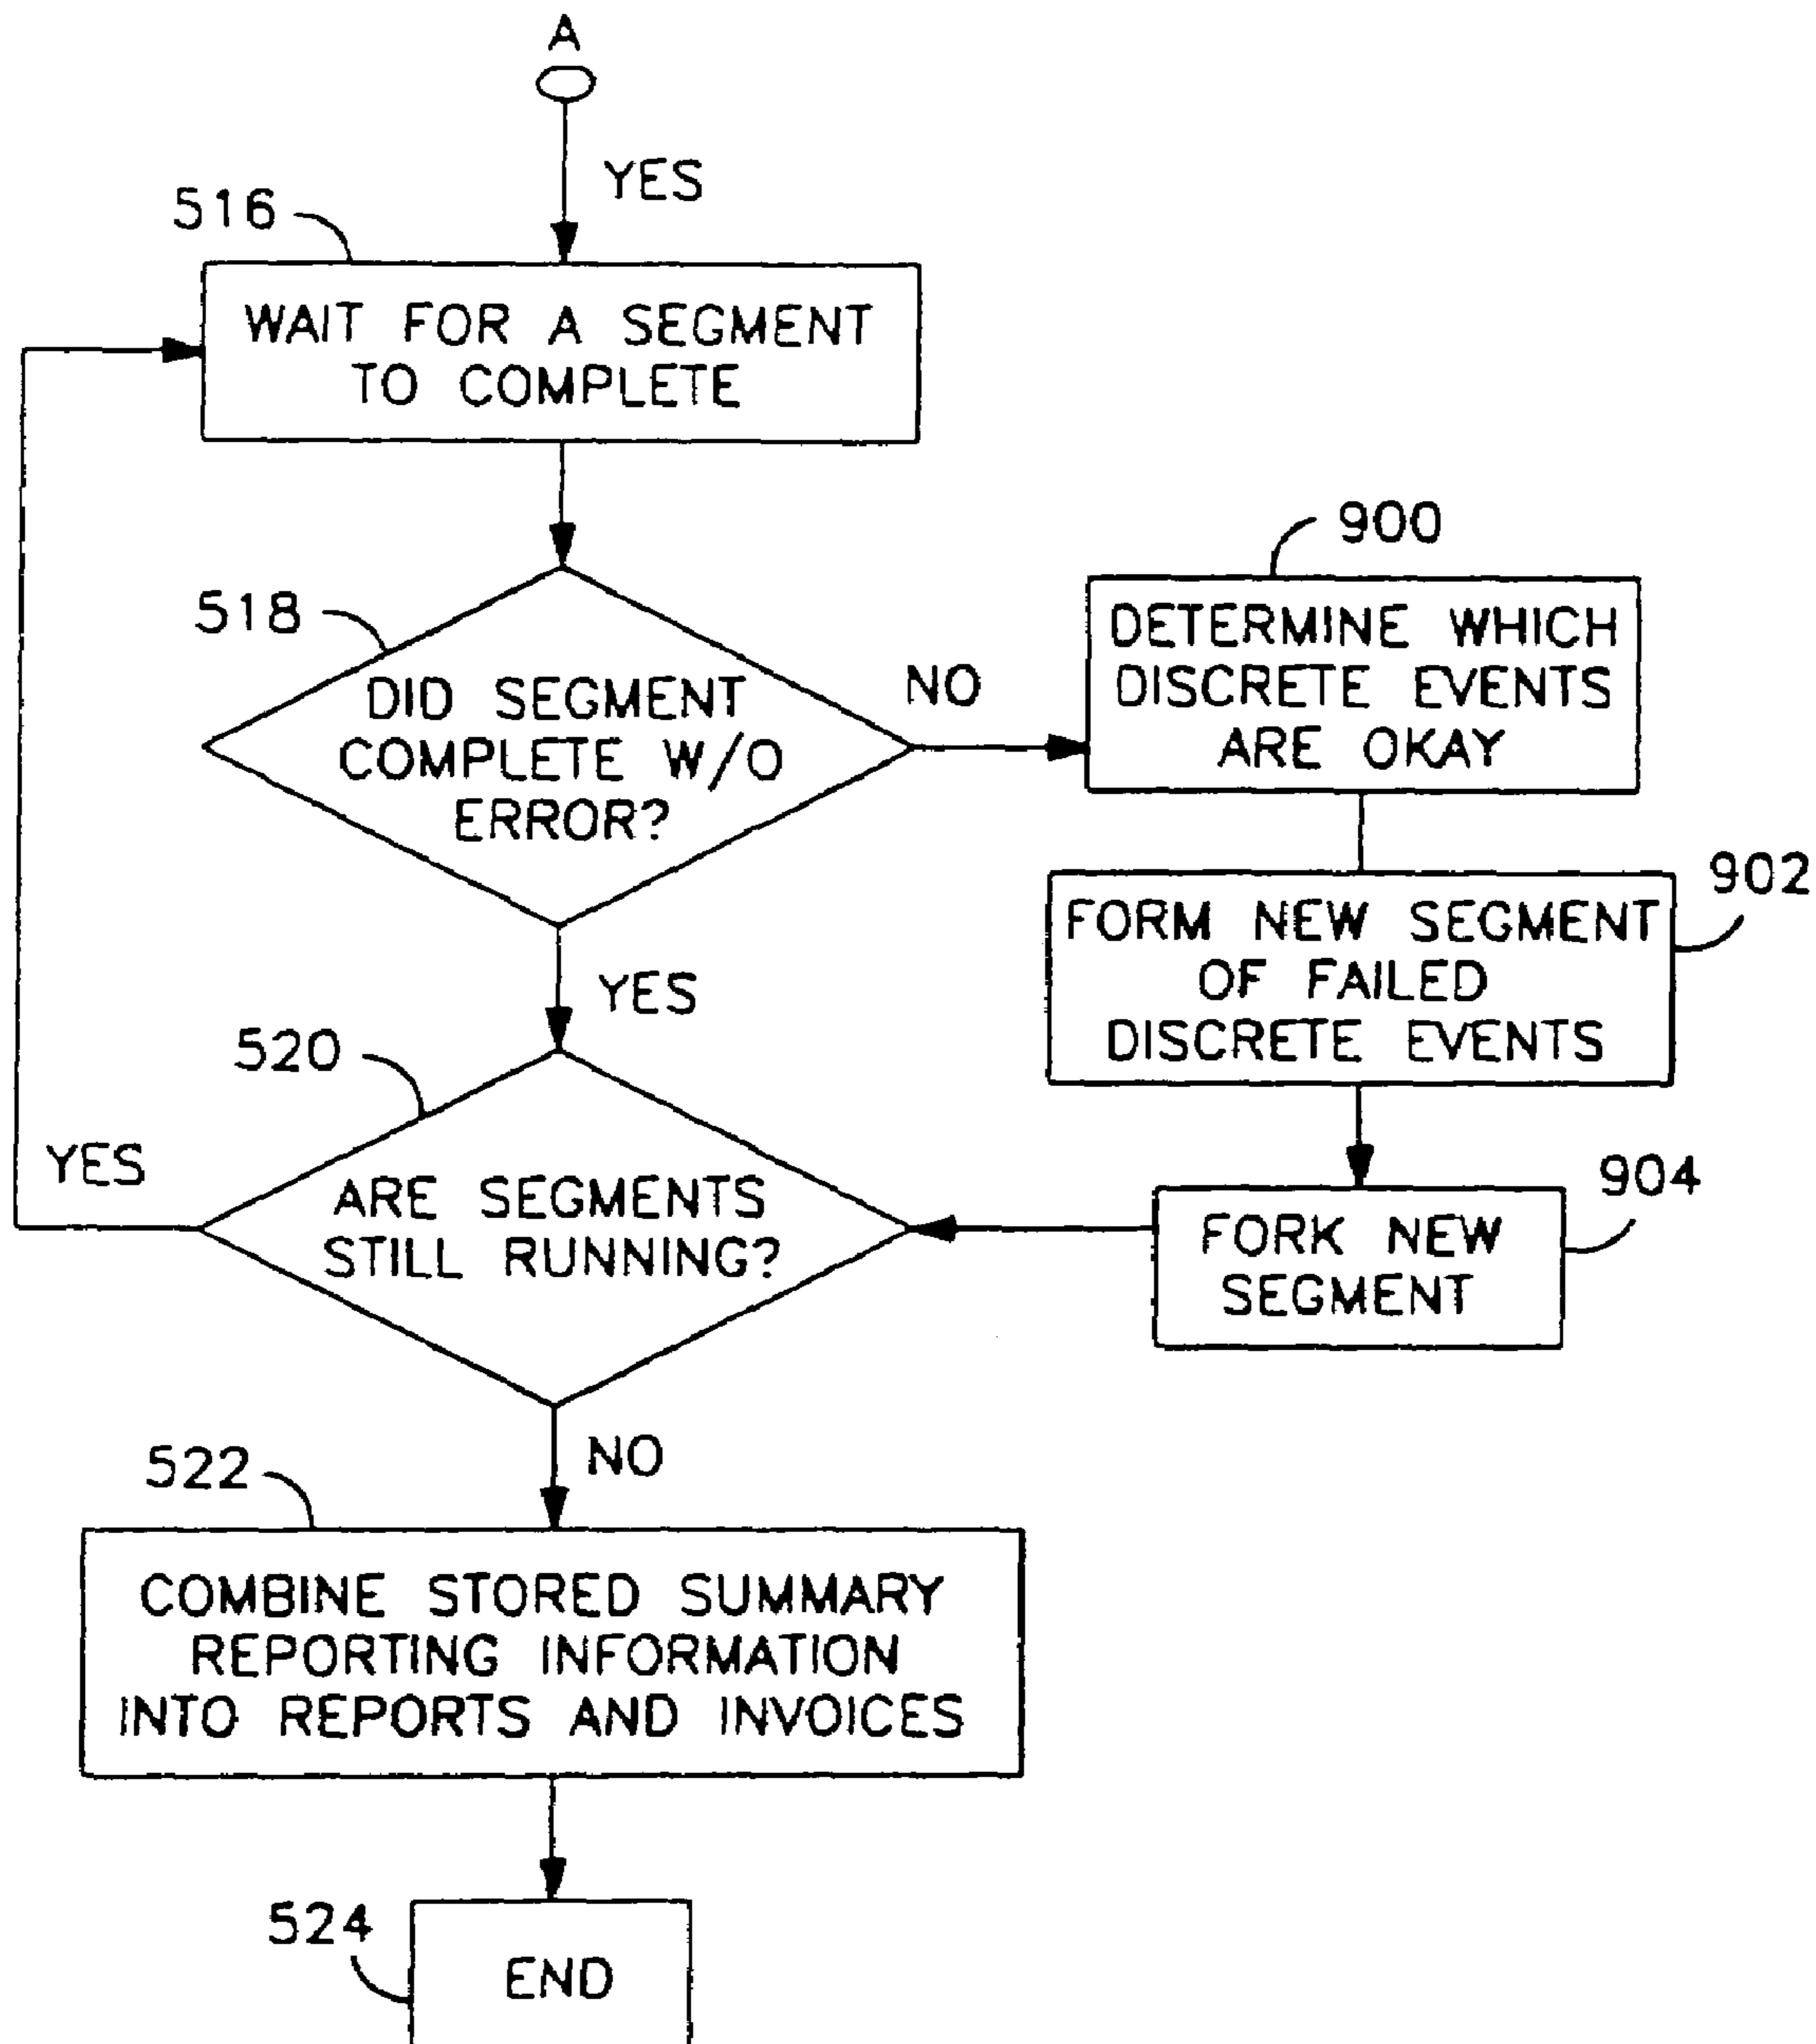 A
YES
516
WAIT FOR A SEGMENT
TO COMPLETE
518
DID SEGMENT
COMPLETE W/O
ERROR?
NO
900
DETERMINE WHICH
DISCRETE EVENTS
ARE OKAY
902
FORM NEW SEGMENT
OF FAILED
DISCRETE EVENTS
YES
520
904
YES
ARE SEGMENTS
STILL RUNNING?
FORK NEW
SEGMENT
NO
522
COMBINE STORED SUMMARY
REPORTING INFORMATION
INTO REPORTS AND INVOICES
524
END